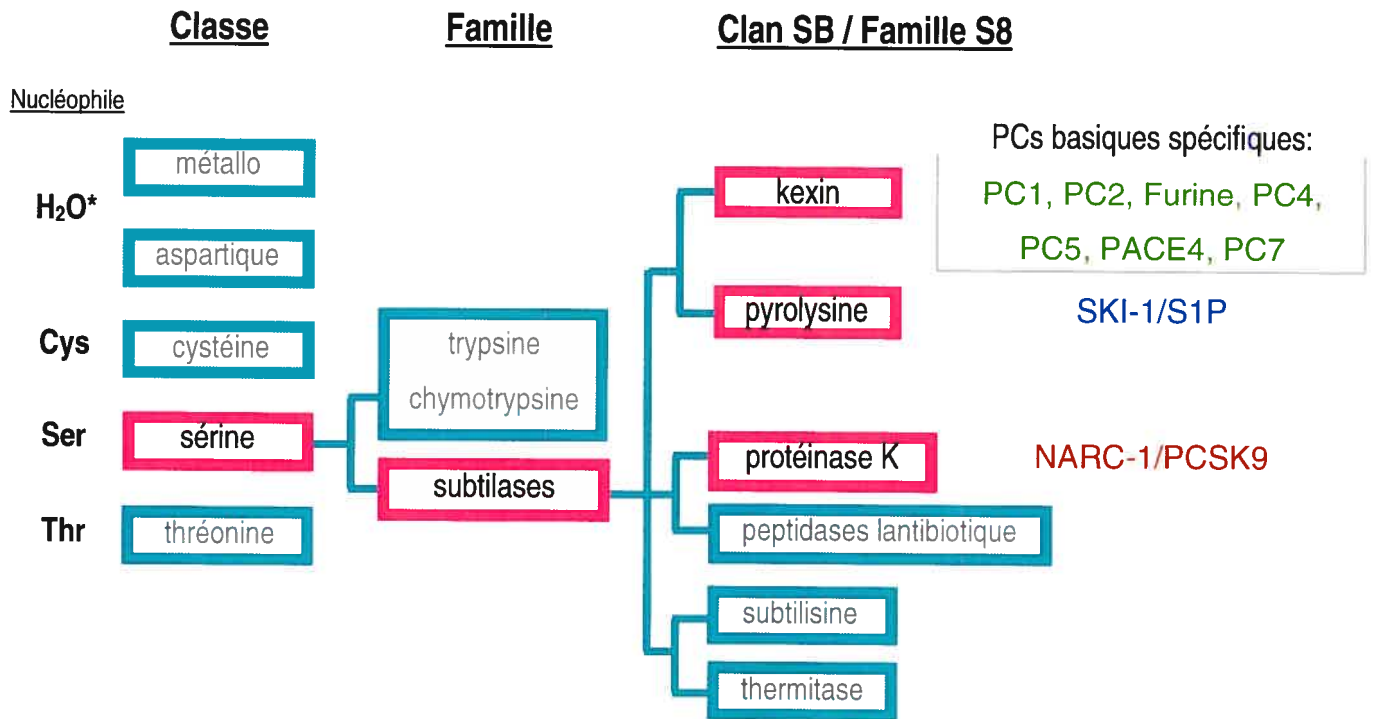 Classe
Famille
Clan SB / Famille S8
Nucléophile
métallo
H₂O*
aspartique
Cys
cystéine
Ser
sérine
Thr
thréonine
trypsine
chymotrypsine
subtilases
kexin
pyrolysine
protéinase K
peptidases lantibiotique
subtilisine
thermitase
PCs basiques spécifiques:
PC1, PC2, Furine, PC4,
PC5, PACE4, PC7
SKI-1/S1P
NARC-1/PCSK9